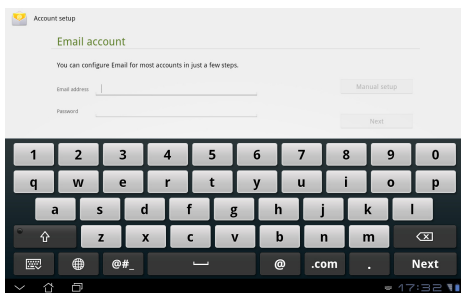 Account setup
Email account
You can configure Email for most accounts in just a few steps.
Email address
Manual setup
Password
Next
1 2 3 4 5 6 7 8 9 0
q w e r t y u i o p
a s d f g h j k l
z x c v b n m
@#_ @ .com . Next
17:32